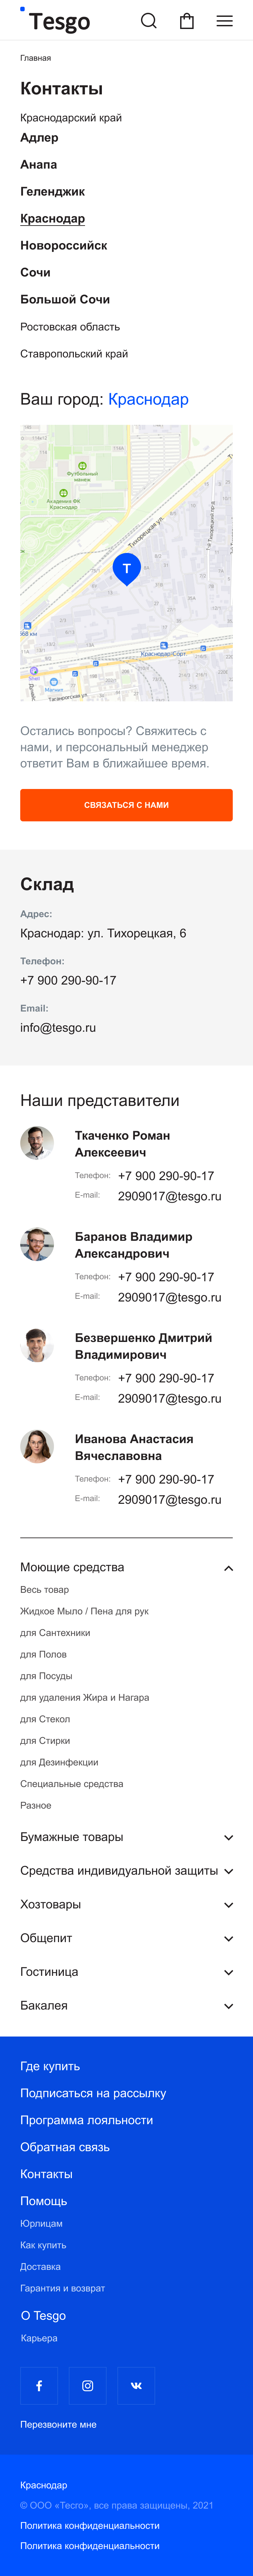 Tesgo
Главная
Контакты
Краснодарский край
Адлер
Анапа
Геленджик
Краснодар
Новороссийск
Сочи
Большой Сочи
Ростовская область
Ставропольский край
Ваш город: Краснодар
114А
Футбольный
манеж
Академия ФК
Краснодар
Тихорецкая ул.
T
Краснодар-Сорт.
Магнит
Таганрогская ул.
Остались вопросы? Свяжитесь с
нами, и персональный менеджер
ответит Вам в ближайшее время.
СВЯЗАТЬСЯ С НАМИ
Склад
Адрес:
Краснодар: ул. Тихорецкая, 6
Телефон:
+7 900 290-90-17
Email:
info@tesgo.ru
Наши представители
Ткаченко Роман
Алексеевич
Телефон: +7 900 290-90-17
E-mail: 2909017@tesgo.ru
Баранов Владимир
Александрович
Телефон: +7 900 290-90-17
E-mail: 2909017@tesgo.ru
Безвершенко Дмитрий
Владимирович
Телефон: +7 900 290-90-17
E-mail: 2909017@tesgo.ru
Иванова Анастасия
Вячеславовна
Телефон: +7 900 290-90-17
E-mail: 2909017@tesgo.ru
Моющие средства
Весь товар
Жидкое Мыло / Пена для рук
для Сантехники
для Полов
для Посуды
для удаления Жира и Нагара
для Стекол
для Стирки
для Дезинфекции
Специальные средства
Разное
Бумажные товары
Средства индивидуальной защиты
Хозтовары
Общепит
Гостиница
Бакалея
Где купить
Подписаться на рассылку
Программа лояльности
Обратная связь
Контакты
Помощь
Юрлицам
Как купить
Доставка
Гарантия и возврат
О Tesgo
Карьера
Перезвоните мне
Краснодар
© ООО «Тесго», все права защищены, 2021
Политика конфиденциальности
Политика конфиденциальности